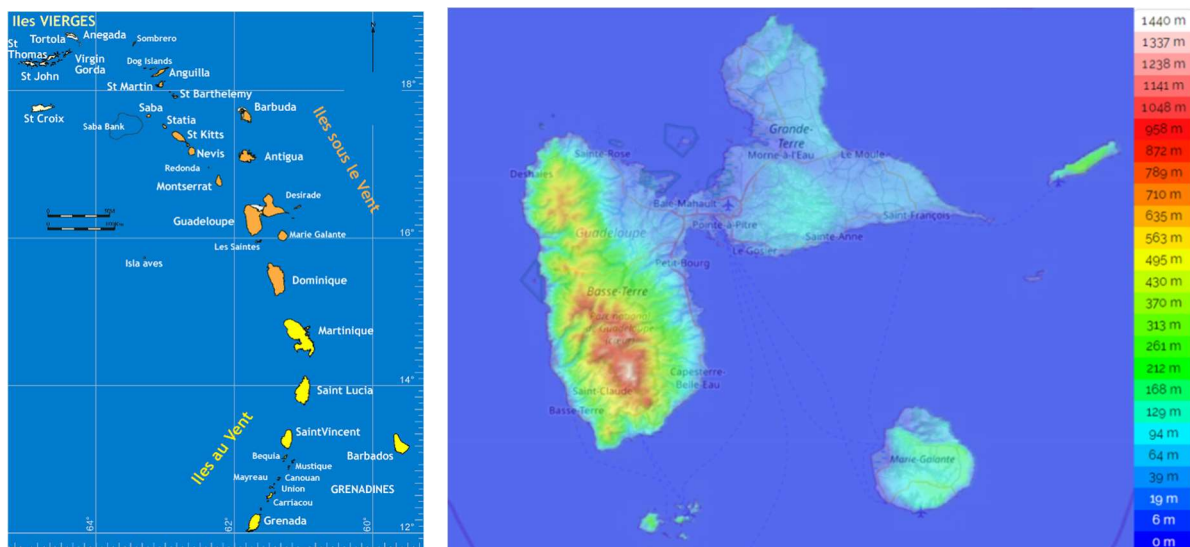 Iles VIERGES
Tortola
Anegada
St Thomas
St John
Virgin Gorda
Sombrero
Dog Islands
Anguilla
St Martin
St Barthelemy
St Croix
Saba
Saba Bank
Statia
St Kitts
Nevis
Redonda
Montserrat
Barbuda
Antigua
Iles sous le Vent
18°
Desirade
Guadeloupe
Marie Galante
Les Saintes
16°
Isla aves
Dominique
Martinique
14°
Saint Lucia
Iles au Vent
SaintVincent
Barbados
Bequia
Mustique
Mayreau
Canouan
Union
GRENADINES
Carriacou
Grenada
64°
62°
60°
12°
Grande-
Terre
Sainte-Rose
Morne-à-l'Eau
Le Moule
Deshaies
Baie-Mahault
Pointe-à-Pitre
Saint-François
Guadeloupe
Sainte-Anne
Le Gosier
Petit-Bourg
Basse-Terre
Parc national
Capesterre-
Belle-Eau
Saint-Claude
Basse-Terre
Marie-Galante
1440 m
1337 m
1238 m
1141 m
1048 m
958 m
872 m
789 m
710 m
635 m
563 m
495 m
430 m
370 m
313 m
261 m
212 m
168 m
129 m
94 m
64 m
39 m
19 m
6 m
0 m